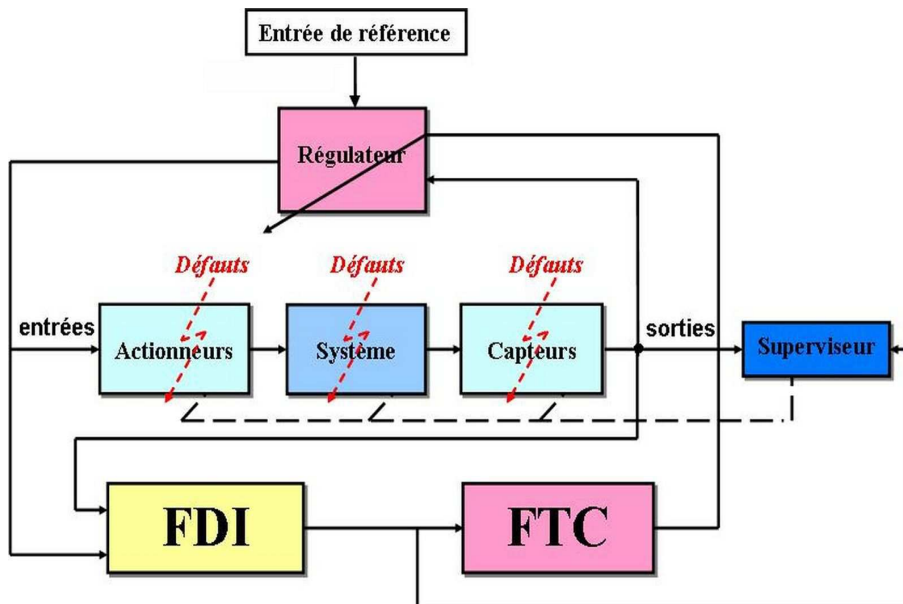 Entrée de référence
Régulateur
Défauts
Défauts
Défauts
entrées
Actionneurs
Système
Capteurs
sorties
Superviseur
FDI
FTC